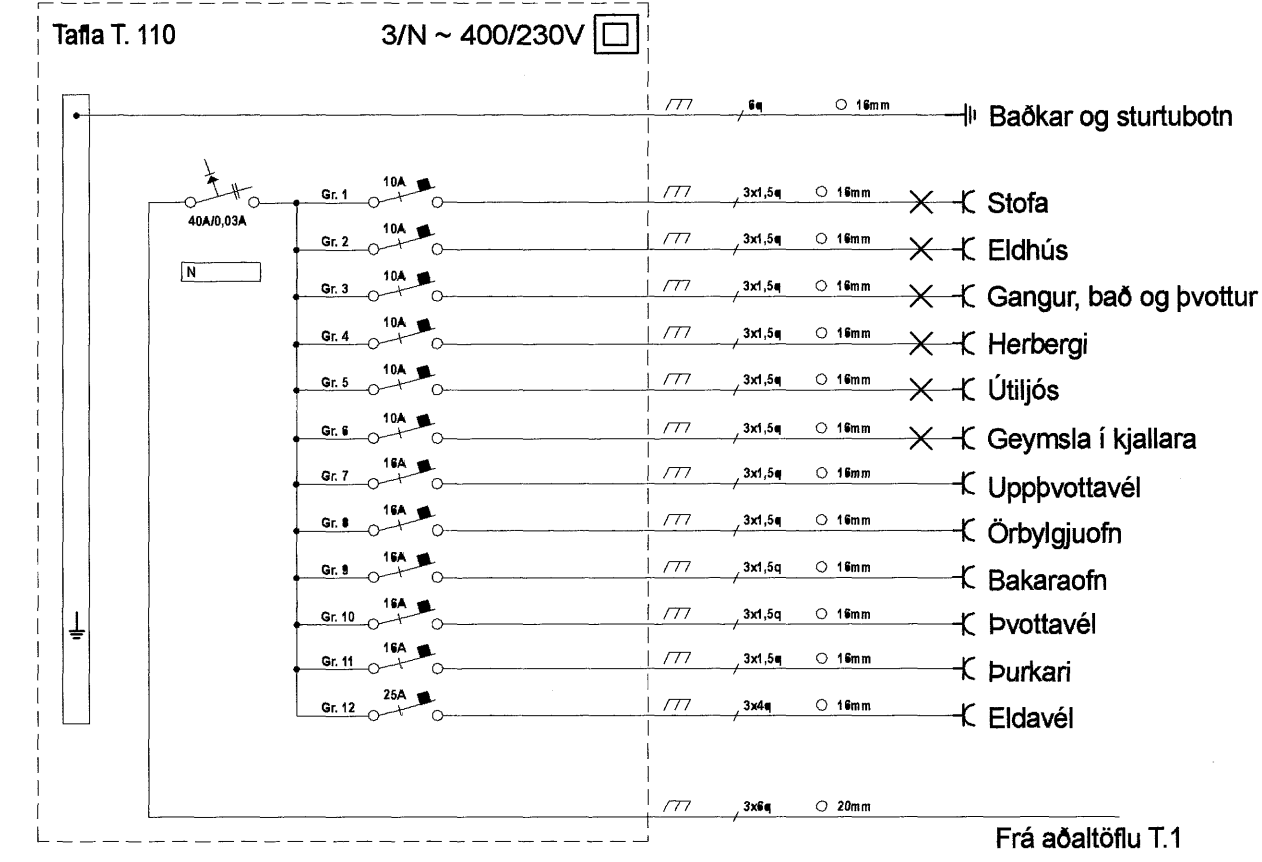 Tafla T. 110 3/N ~ 400/230V
6q 16mm Baðkar og sturtubotn
40A/0,03A
N
Gr. 1 10A 3x1,5q 16mm Stofa
Gr. 2 10A 3x1,5q 16mm Eldhús
Gr. 3 10A 3x1,5q 16mm Gangur, bað og þvottur
Gr. 4 10A 3x1,5q 16mm Herbergi
Gr. 5 10A 3x1,5q 16mm Útiljós
Gr. 6 10A 3x1,5q 16mm Geymsla í kjallara
Gr. 7 16A 3x1,5q 16mm Uppþvottavél
Gr. 8 16A 3x1,5q 16mm Örbylgjuofn
Gr. 9 16A 3x1,5q 16mm Bakaraofn
Gr. 10 16A 3x1,5q 16mm Þvottavél
Gr. 11 16A 3x1,5q 16mm Þurkari
Gr. 12 25A 3x4q 16mm Eldavél
3x6q 20mm
Frá aðaltöflu T.1